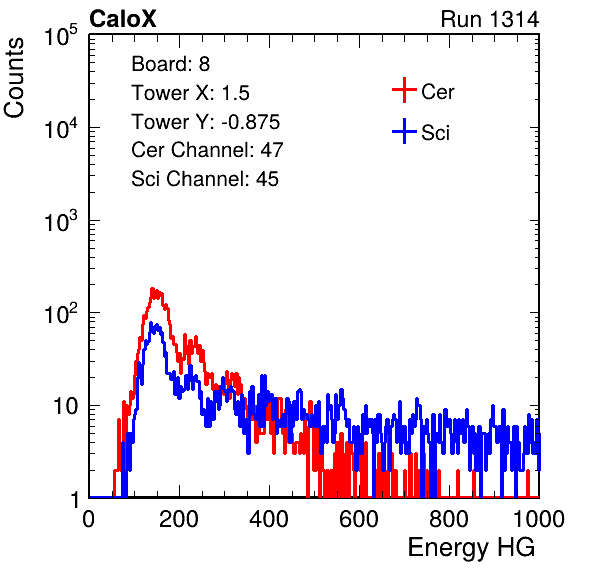 CaloX
Run 1314
Counts
Board: 8
Tower X: 1.5
Tower Y: -0.875
Cer Channel: 47
Sci Channel: 45
Cer
Sci
10^5
10^4
10^3
10^2
10
1
0 200 400 600 800 1000
Energy HG